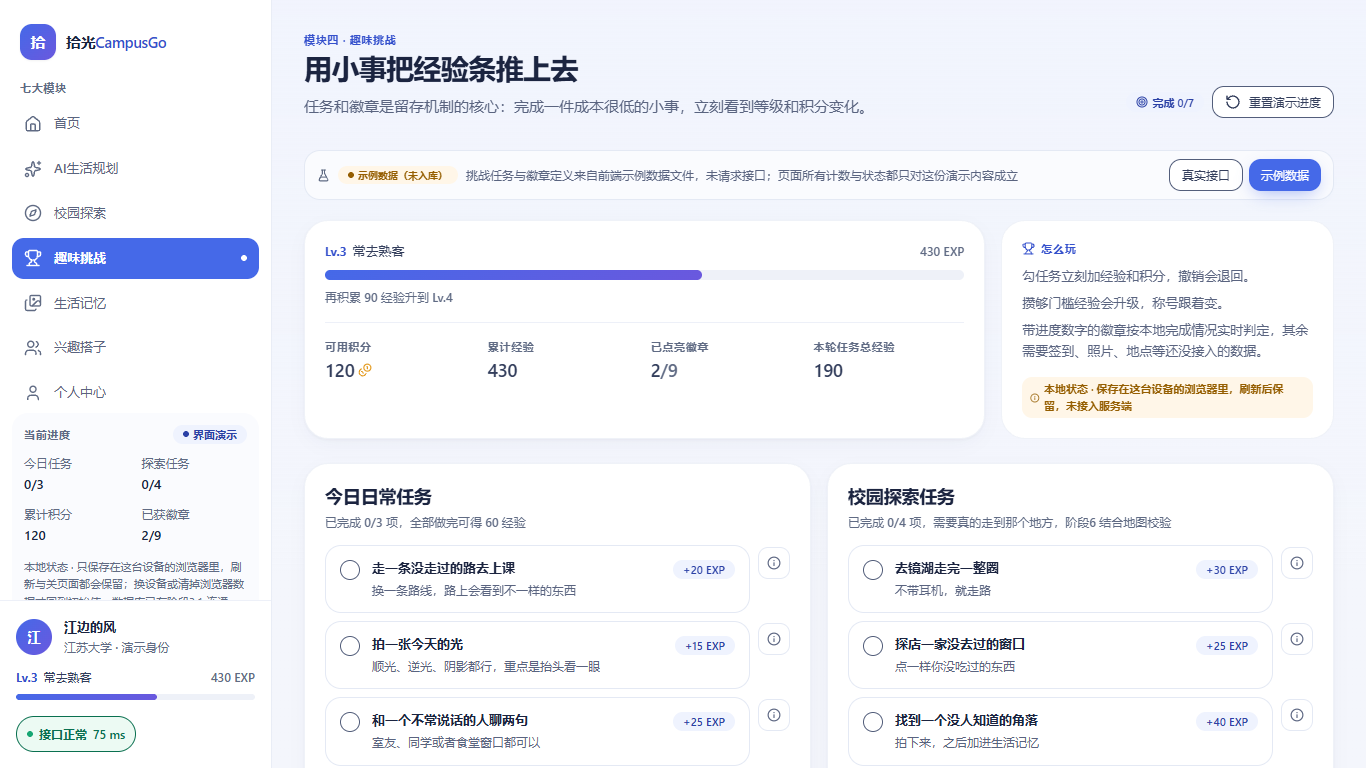 拾
拾光CampusGo
七大模块
首页
AI生活规划
校园探索
趣味挑战
生活记忆
兴趣搭子
个人中心
当前进度
界面演示
今日任务
探索任务
0/3
0/4
累计积分
已获徽章
120
2/9
本地状态 · 只保存在这台设备的浏览器里，刷
新与关页面都会保留；换设备或清掉浏览器数
江
江边的风
江苏大学 · 演示身份
Lv.3 常去熟客
430 EXP
接口正常 75 ms
模块四 · 趣味挑战
用小事把经验条推上去
任务和徽章是留存机制的核心：完成一件成本很低的小事，立刻看到等级和积分变化。
完成 0/7
重置演示进度
示例数据（未入库）
挑战任务与徽章定义来自前端示例数据文件，未请求接口；页面所有计数与状态都只对这份演示内容成立
真实接口
示例数据
Lv.3 常去熟客
430 EXP
再积累 90 经验升到 Lv.4
可用积分
累计经验
已点亮徽章
本轮任务总经验
120
430
2/9
190
怎么玩
勾任务立刻加经验和积分，撤销会退回。
攒够门槛经验会升级，称号跟着变。
带进度数字的徽章按本地完成情况实时判定，其余
需要签到、照片、地点等还没接入的数据。
本地状态 · 保存在这台设备的浏览器里，刷新后保
留，未接入服务端
今日日常任务
已完成 0/3 项，全部做完可得 60 经验
走一条没走过的路去上课
+20 EXP
换一条路线，路上会看到不一样的东西
拍一张今天的光
+15 EXP
顺光、逆光、阴影都行，重点是抬头看一眼
和一个不常说话的人聊两句
+25 EXP
室友、同学或者食堂窗口都可以
校园探索任务
已完成 0/4 项，需要真的走到那个地方，阶段6 结合地图校验
去镜湖走完一整圈
+30 EXP
不带耳机，就走路
探店一家没去过的窗口
+25 EXP
点一样你没吃过的东西
找到一个没人知道的角落
+40 EXP
拍下来，之后加进生活记忆